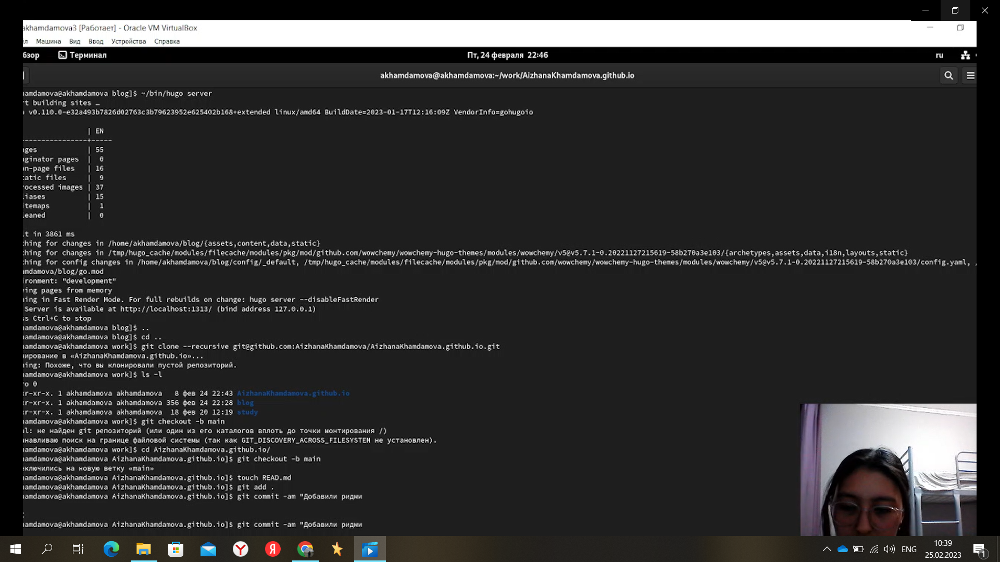 akhamdamova3 [Работает] - Oracle VM VirtualBox
йл Машина Вид Ввод Устройства Справка
бзор Терминал Пт, 24 февраля 22:46 ru
akhamdamova@akhamdamova:~/work/AizhanaKhamdamova.github.io
amdamova@akhamdamova blog]$ ~/bin/hugo server
rt building sites …
o v0.110.0-e32a493b7826d02763c3b79623952e625402b168+extended linux/amd64 BuildDate=2023-01-17T12:16:09Z VendorInfo=gohugoio
| EN
----------------+-----
ages | 55
aginator pages | 0
on-page files | 16
tatic files | 9
rocessed images | 37
liases | 15
itemaps | 1
leaned | 0
lt in 3861 ms
ching for changes in /home/akhamdamova/blog/{assets,content,data,static}
ching for changes in /tmp/hugo_cache/modules/filecache/modules/pkg/mod/github.com/wowchemy/wowchemy-hugo-themes/modules/wowchemy/v5@v5.7.1-0.20221127215619-58b270a3e103/{archetypes,assets,data,i18n,layouts,static}
ching for config changes in /home/akhamdamova/blog/config/_default, /tmp/hugo_cache/modules/filecache/modules/pkg/mod/github.com/wowchemy/wowchemy-hugo-themes/modules/wowchemy/v5@v5.7.1-0.20221127215619-58b270a3e103/config.yaml, /
amdamova/blog/go.mod
ironment: "development"
ving pages from memory
ning in Fast Render Mode. For full rebuilds on change: hugo server --disableFastRender
Server is available at http://localhost:1313/ (bind address 127.0.0.1)
ss Ctrl+C to stop
amdamova@akhamdamova blog]$ ..
amdamova@akhamdamova blog]$ cd ..
amdamova@akhamdamova work]$ git clone --recursive git@github.com:AizhanaKhamdamova/AizhanaKhamdamova.github.io.git
нирование в «AizhanaKhamdamova.github.io»...
ning: Похоже, что вы клонировали пустой репозиторий.
amdamova@akhamdamova work]$ ls -l
го 0
xr-xr-x. 1 akhamdamova akhamdamova 8 фев 24 22:43 AizhanaKhamdamova.github.io
xr-xr-x. 1 akhamdamova akhamdamova 356 фев 24 22:28 blog
xr-xr-x. 1 akhamdamova akhamdamova 18 фев 20 12:19 study
amdamova@akhamdamova work]$ git checkout -b main
al: не найден git репозиторий (или один из его каталогов вплоть до точки монтирования /)
анавливаю поиск на границе файловой системы (так как GIT_DISCOVERY_ACROSS_FILESYSTEM не установлен).
amdamova@akhamdamova work]$ cd AizhanaKhamdamova.github.io/
amdamova@akhamdamova AizhanaKhamdamova.github.io]$ git checkout -b main
еключились на новую ветку «main»
amdamova@akhamdamova AizhanaKhamdamova.github.io]$ touch READ.md
amdamova@akhamdamova AizhanaKhamdamova.github.io]$ git add .
amdamova@akhamdamova AizhanaKhamdamova.github.io]$ git commit -am "Добавили ридми
C
amdamova@akhamdamova AizhanaKhamdamova.github.io]$ git commit -am "Добавили ридми
ENG
10:39
25.02.2023
1